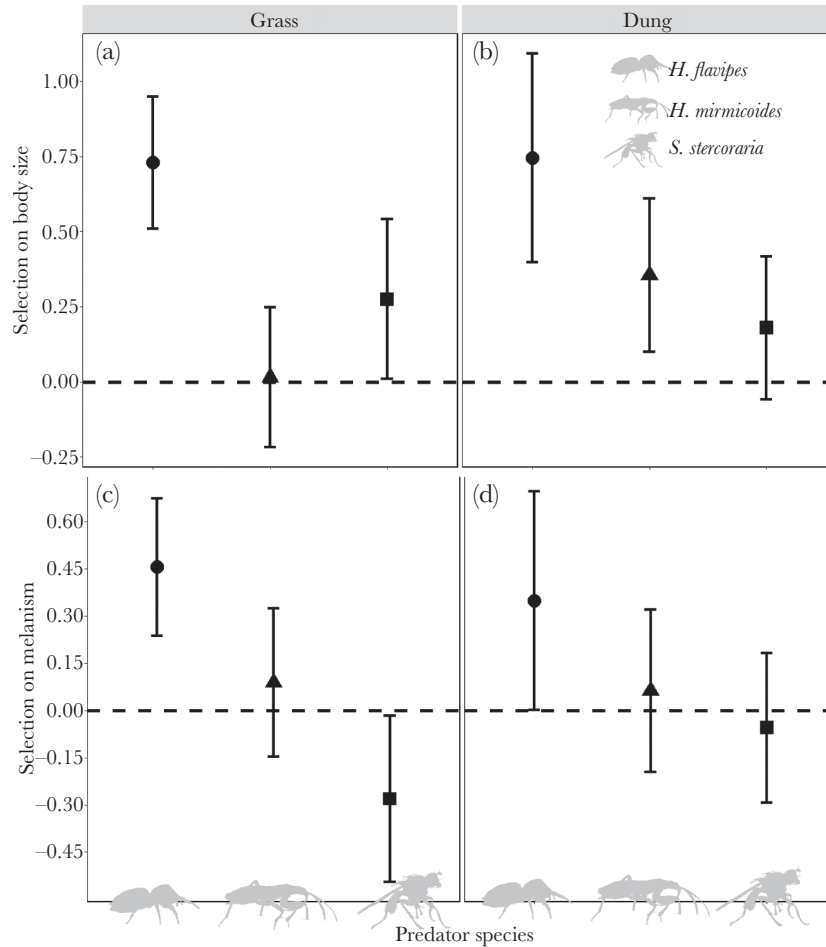 Grass
Dung
(a)
(b)
H. flavipes
H. mirmicoides
S. stercoraria
1.00
0.75
0.50
0.25
0.00
−0.25
Selection on body size
(c)
(d)
0.60
0.45
0.30
0.15
0.00
−0.15
−0.30
−0.45
Selection on melanism
Predator species